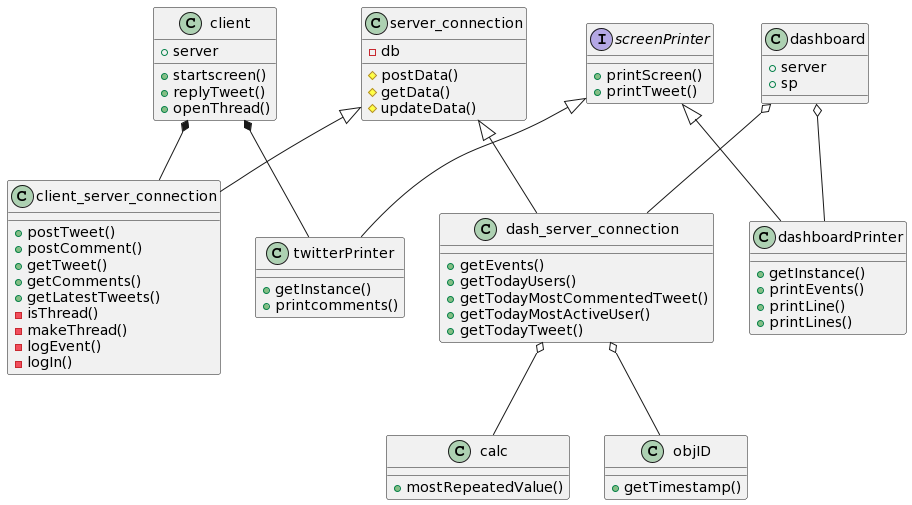 C client
server
startscreen()
replyTweet()
openThread()
C server_connection
db
postData()
getData()
updateData()
I screenPrinter
printScreen()
printTweet()
C dashboard
server
sp
C client_server_connection
postTweet()
postComment()
getTweet()
getComments()
getLatestTweets()
isThread()
makeThread()
logEvent()
logIn()
C twitterPrinter
getInstance()
printcomments()
C dash_server_connection
getEvents()
getTodayUsers()
getTodayMostCommentedTweet()
getTodayMostActiveUser()
getTodayTweet()
C dashboardPrinter
getInstance()
printEvents()
printLine()
printLines()
C calc
mostRepeatedValue()
C objID
getTimestamp()